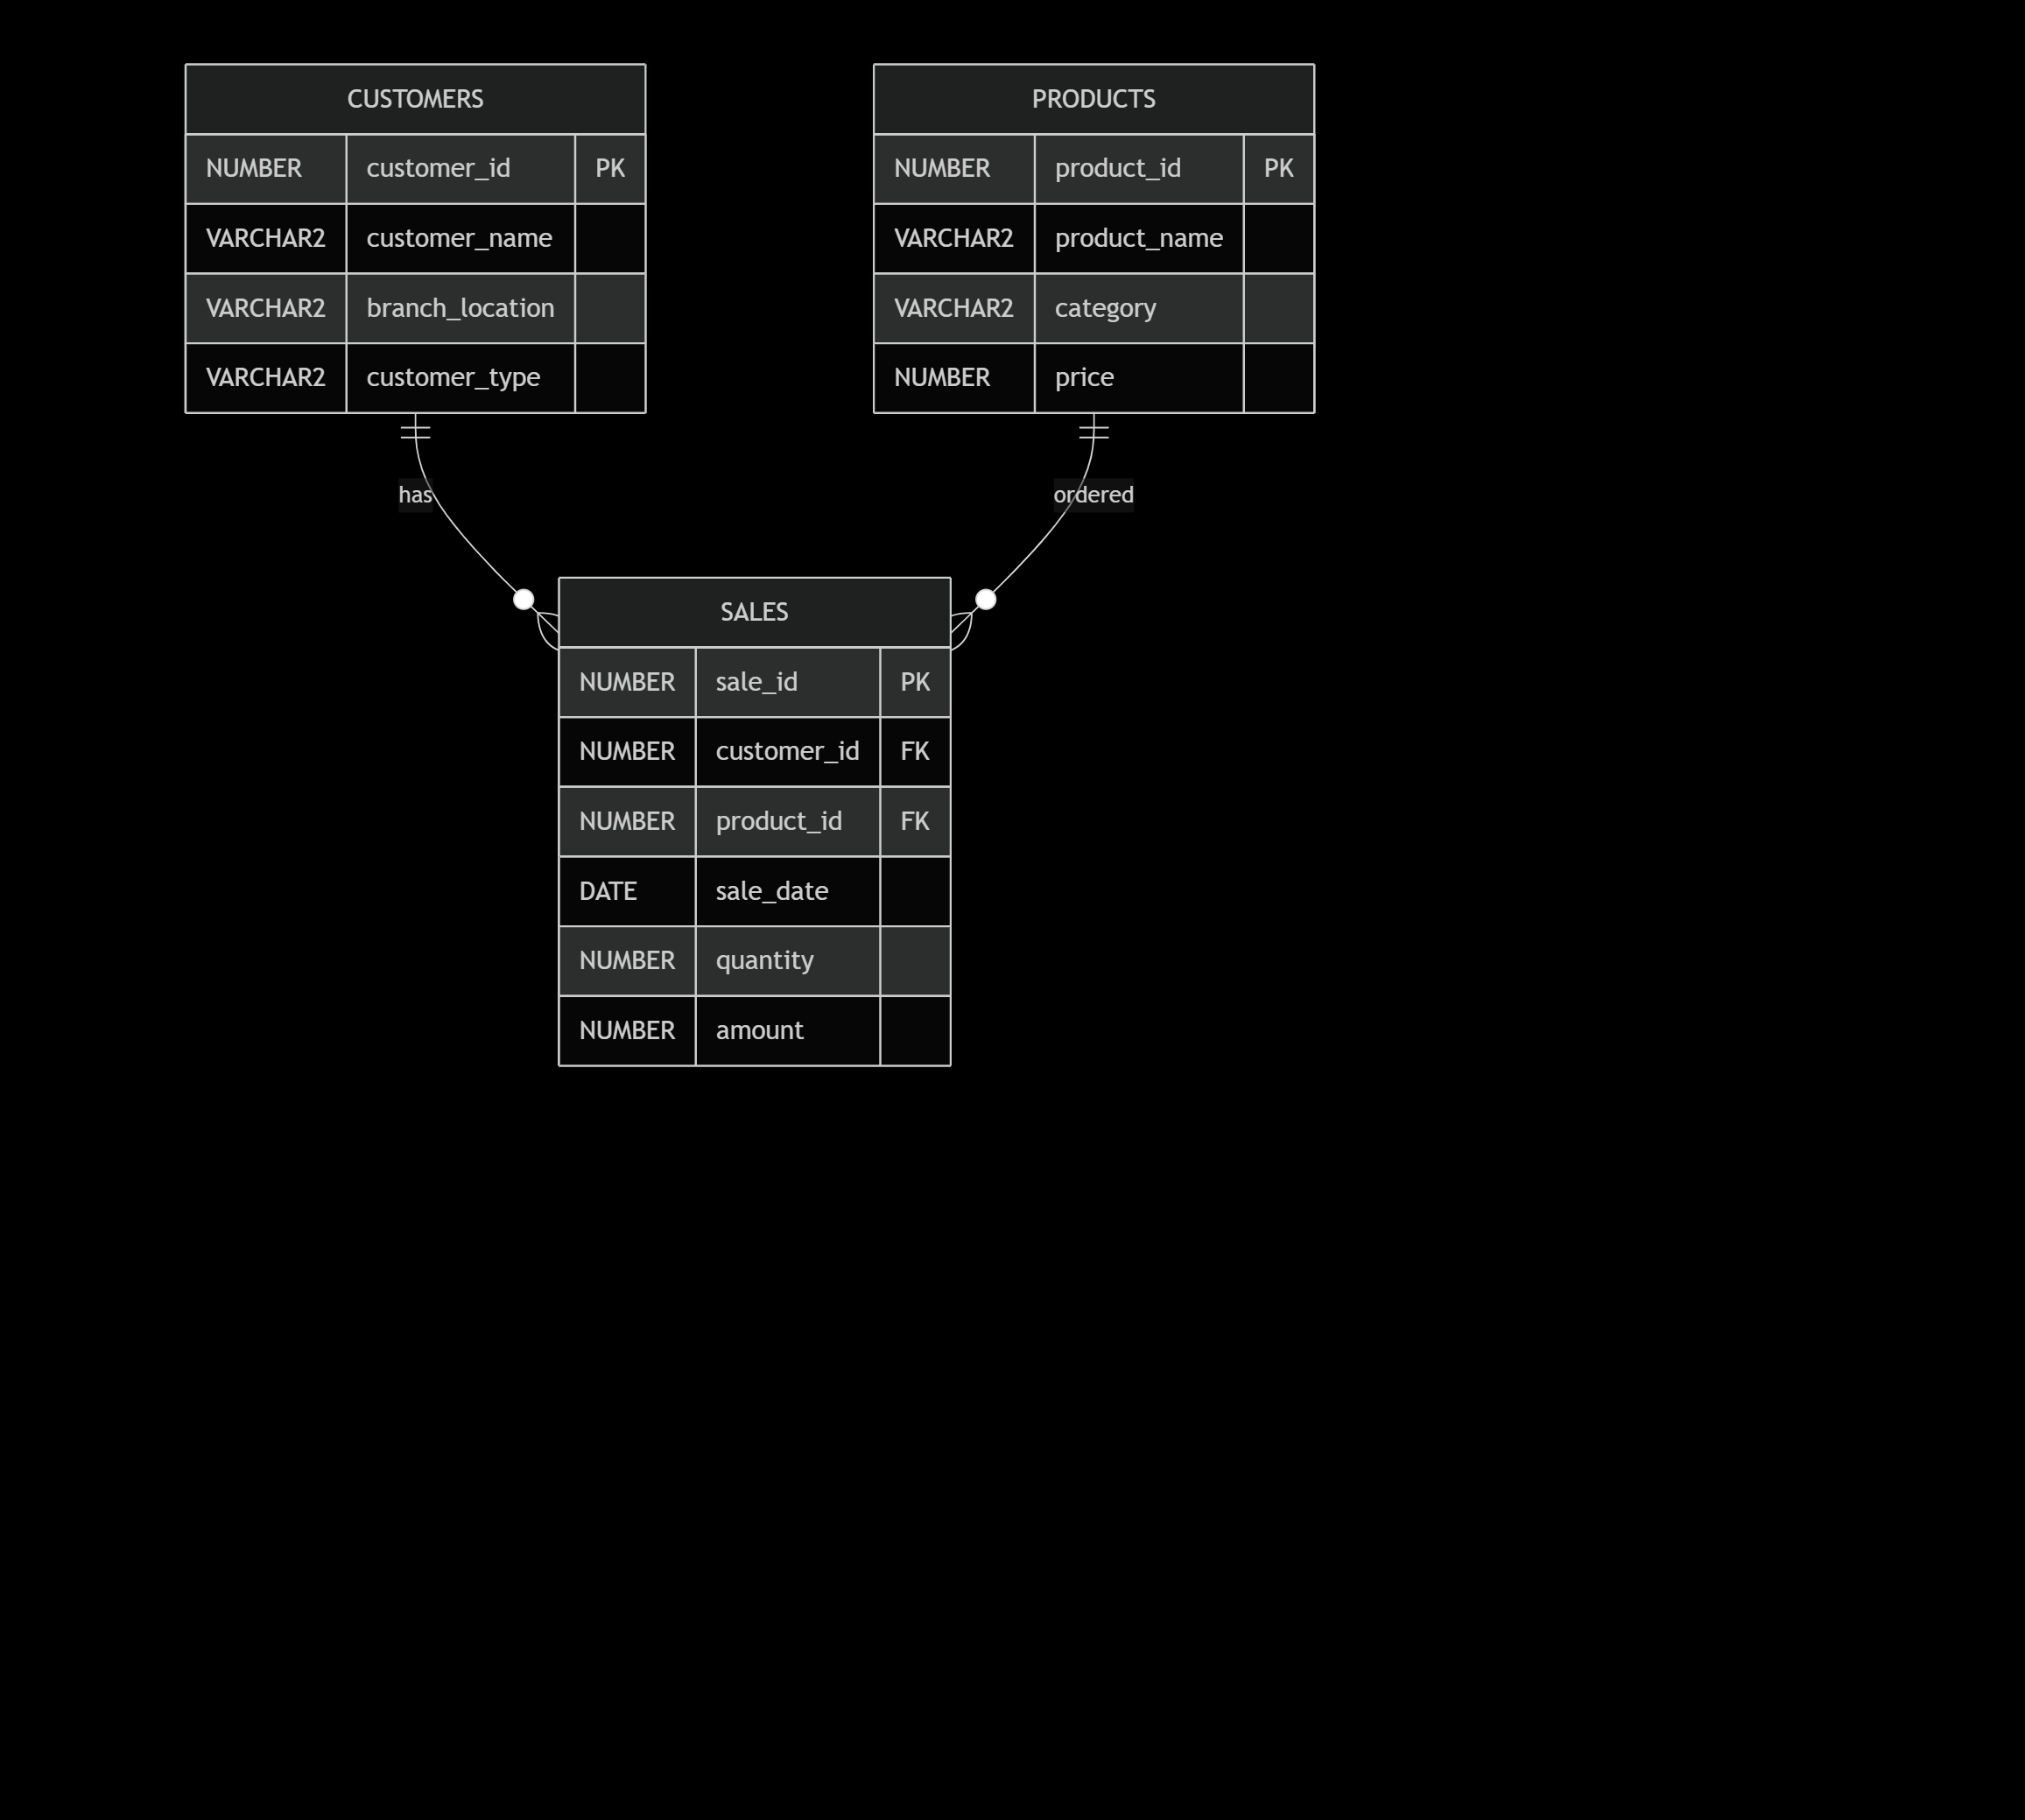 CUSTOMERS
NUMBER customer_id PK
VARCHAR2 customer_name
VARCHAR2 branch_location
VARCHAR2 customer_type
PRODUCTS
NUMBER product_id PK
VARCHAR2 product_name
VARCHAR2 category
NUMBER price
has
ordered
SALES
NUMBER sale_id PK
NUMBER customer_id FK
NUMBER product_id FK
DATE sale_date
NUMBER quantity
NUMBER amount